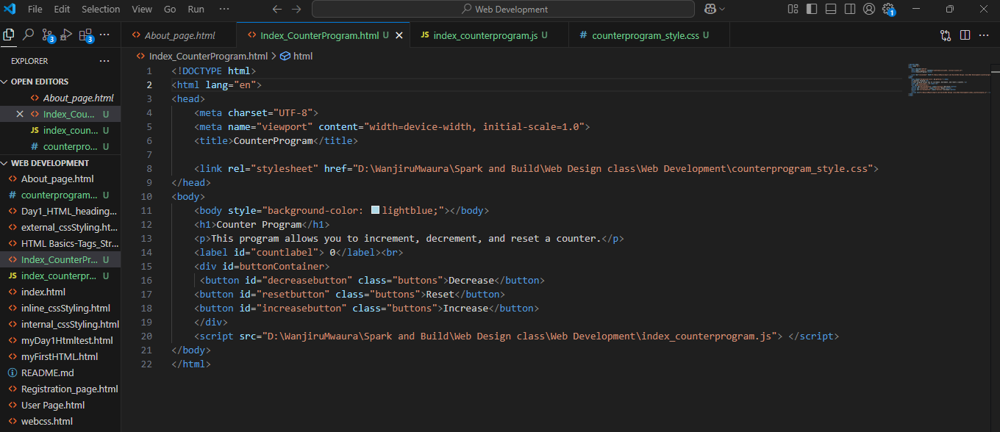 File Edit Selection View Go Run ··· Web Development
About_page.html
Index_CounterProgram.html U
JS index_counterprogram.js U
# counterprogram_style.css U
3
3
1
EXPLORER ···
OPEN EDITORS
About_page.html
Index_Cou... U
JS index_coun... U
# counterpro... U
WEB DEVELOPMENT
About_page.html
# counterprogram... U
Day1_HTML_heading...
external_cssStyling.ht...
HTML Basics-Tags_Str...
Index_CounterPr... U
JS index_counterpr... U
index.html
inline_cssStyling.html
internal_cssStyling.html
myDay1Htmltest.html
myFirstHTML.html
README.md
Registration_page.html
User Page.html
webcss.html
Index_CounterProgram.html > html
1 <!DOCTYPE html>
2 <html lang="en">
3 <head>
4 <meta charset="UTF-8">
5 <meta name="viewport" content="width=device-width, initial-scale=1.0">
6 <title>CounterProgram</title>
7
8 <link rel="stylesheet" href="D:\WanjiruMwaura\Spark and Build\Web Design class\Web Development\counterprogram_style.css">
9 </head>
10 <body>
11 <body style="background-color: lightblue;"></body>
12 <h1>Counter Program</h1>
13 <p>This program allows you to increment, decrement, and reset a counter.</p>
14 <label id="countlabel"> 0</label><br>
15 <div id=buttonContainer>
16 <button id="decreasebutton" class="buttons">Decrease</button>
17 <button id="resetbutton" class="buttons">Reset</button>
18 <button id="increasebutton" class="buttons">Increase</button>
19 </div>
20 <script src="D:\WanjiruMwaura\Spark and Build\Web Design class\Web Development\index_counterprogram.js"> </script>
21 </body>
22 </html>